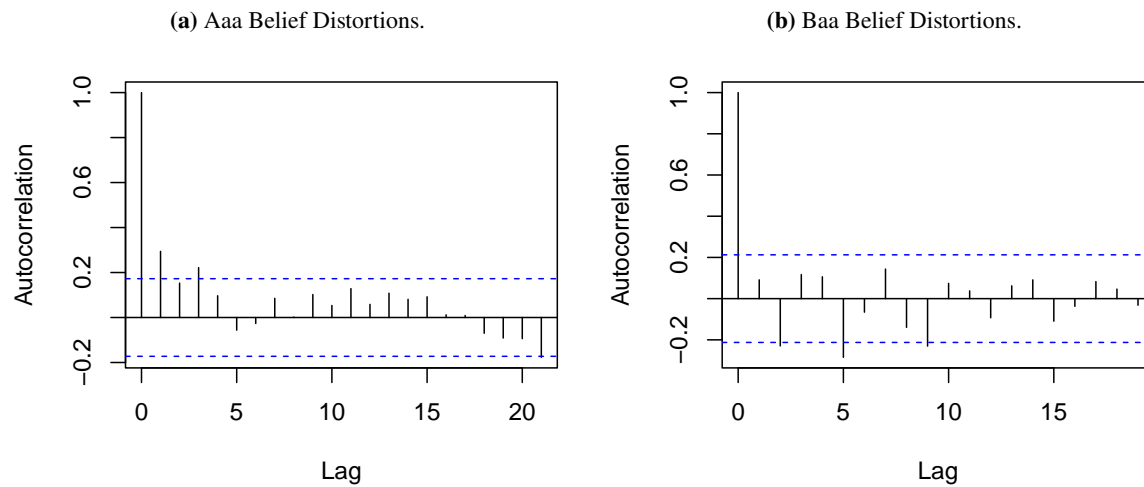 (a) Aaa Belief Distortions.
Autocorrelation
1.0
0.6
0.2
−0.2
0 5 10 15 20
Lag
(b) Baa Belief Distortions.
Autocorrelation
1.0
0.6
0.2
−0.2
0 5 10 15
Lag